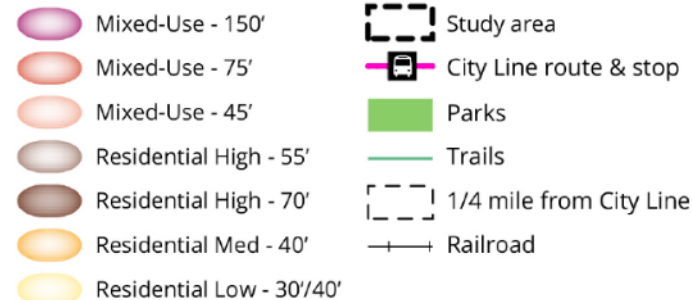 Mixed-Use - 150’
Mixed-Use - 75’
Mixed-Use - 45’
Residential High - 55’
Residential High - 70’
Residential Med - 40’
Residential Low - 30’/40’
Study area
City Line route & stop
Parks
Trails
1/4 mile from City Line
Railroad